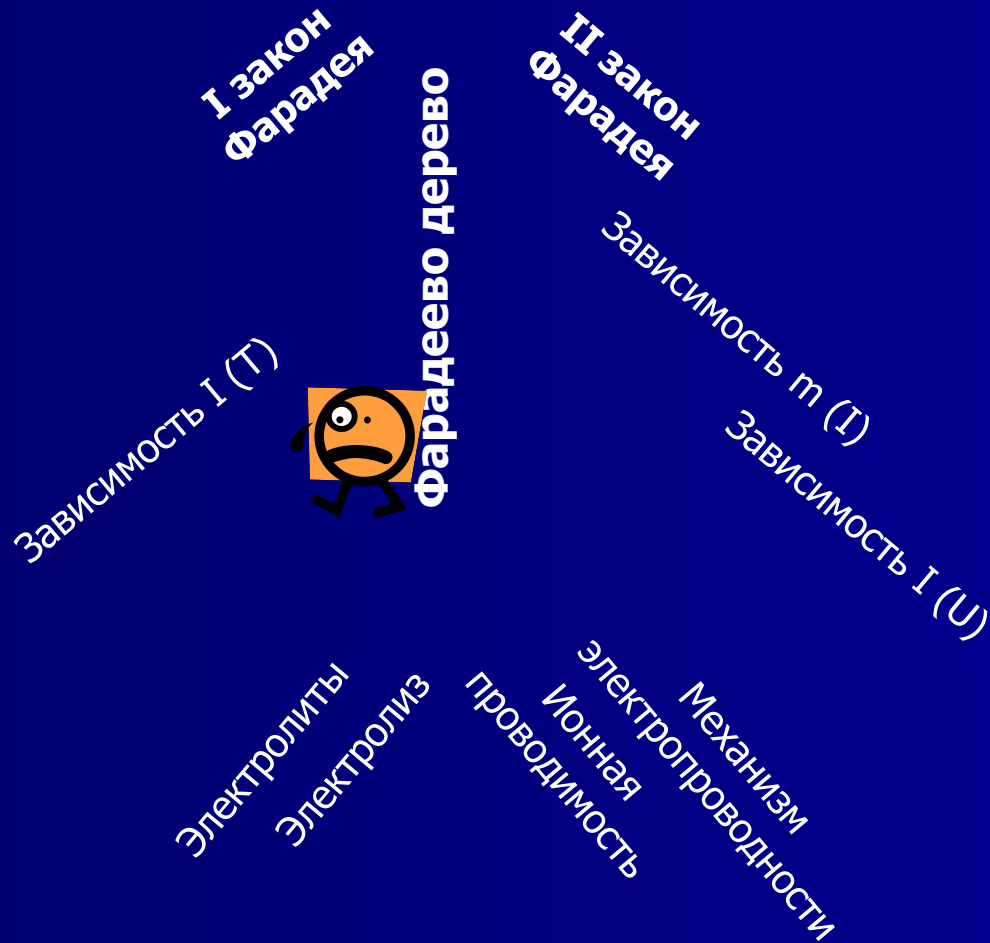 I закон
Фарадея
II закон
Фарадея
Фарадеево дерево
Зависимость m (I)
Зависимость I (T)
Зависимость I (U)
Электролиты
Электролиз
Ионная
проводимость
Механизм
электропроводности